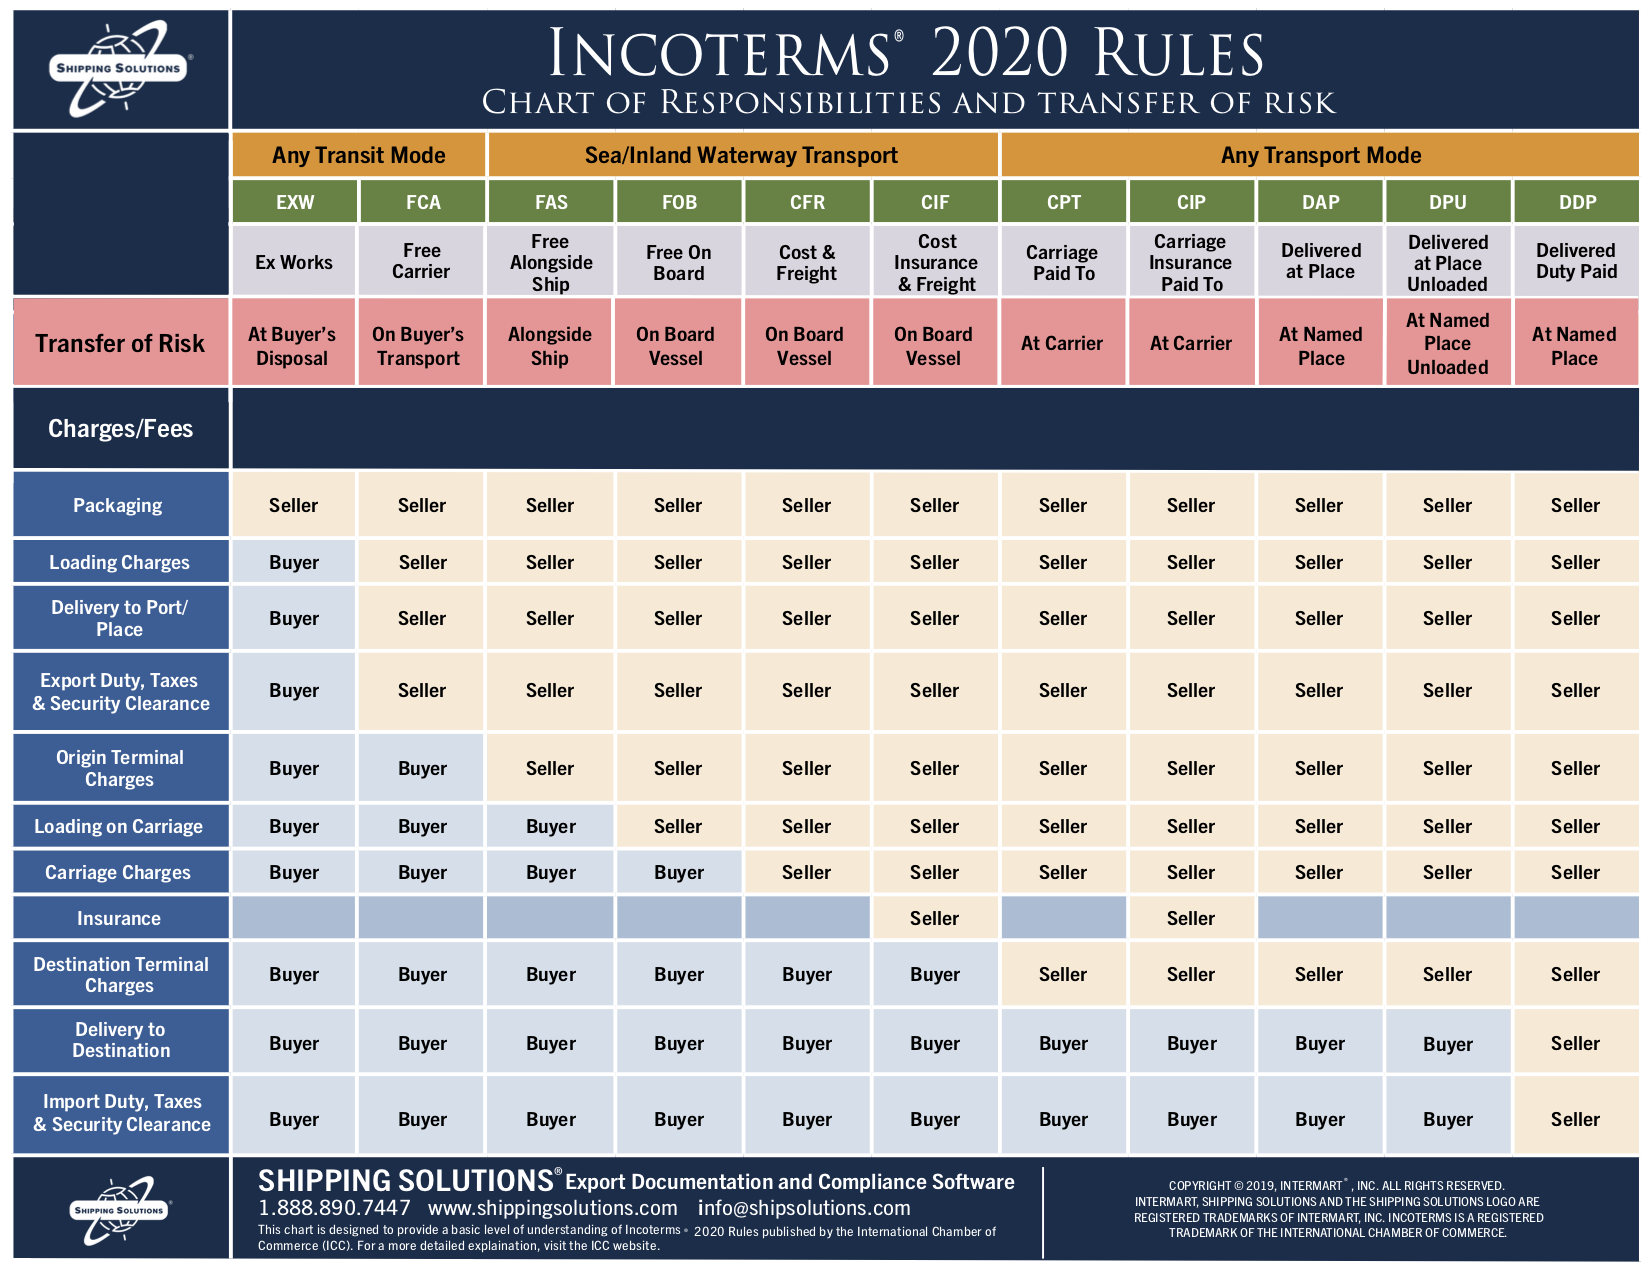 SHIPPING SOLUTIONS®
INCOTERMS® 2020 RULES
CHART OF RESPONSIBILITIES AND TRANSFER OF RISK
Any Transit Mode Sea/Inland Waterway Transport Any Transport Mode
EXW FCA FAS FOB CFR CIF CPT CIP DAP DPU DDP
Ex Works Free Carrier Free Alongside Ship Free On Board Cost & Freight Cost Insurance & Freight Carriage Paid To Carriage Insurance Paid To Delivered at Place Delivered at Place Unloaded Delivered Duty Paid
Transfer of Risk At Buyer’s Disposal On Buyer’s Transport Alongside Ship On Board Vessel On Board Vessel On Board Vessel At Carrier At Carrier At Named Place At Named Place Unloaded At Named Place
Charges/Fees
Packaging Seller Seller Seller Seller Seller Seller Seller Seller Seller Seller Seller
Loading Charges Buyer Seller Seller Seller Seller Seller Seller Seller Seller Seller Seller
Delivery to Port/ Place Buyer Seller Seller Seller Seller Seller Seller Seller Seller Seller Seller
Export Duty, Taxes & Security Clearance Buyer Seller Seller Seller Seller Seller Seller Seller Seller Seller Seller
Origin Terminal Charges Buyer Buyer Seller Seller Seller Seller Seller Seller Seller Seller Seller
Loading on Carriage Buyer Buyer Buyer Seller Seller Seller Seller Seller Seller Seller Seller
Carriage Charges Buyer Buyer Buyer Buyer Seller Seller Seller Seller Seller Seller Seller
Insurance Seller Seller
Destination Terminal Charges Buyer Buyer Buyer Buyer Buyer Buyer Seller Seller Seller Seller Seller
Delivery to Destination Buyer Buyer Buyer Buyer Buyer Buyer Buyer Buyer Buyer Buyer Seller
Import Duty, Taxes & Security Clearance Buyer Buyer Buyer Buyer Buyer Buyer Buyer Buyer Buyer Buyer Seller
SHIPPING SOLUTIONS®
SHIPPING SOLUTIONS® Export Documentation and Compliance Software
1.888.890.7447 www.shippingsolutions.com info@shipsolutions.com
This chart is designed to provide a basic level of understanding of Incoterms® 2020 Rules published by the International Chamber of
Commerce (ICC). For a more detailed explaination, visit the ICC website.
COPYRIGHT © 2019, INTERMART®, INC. ALL RIGHTS RESERVED.
INTERMART, SHIPPING SOLUTIONS AND THE SHIPPING SOLUTIONS LOGO ARE
REGISTERED TRADEMARKS OF INTERMART, INC. INCOTERMS IS A REGISTERED
TRADEMARK OF THE INTERNATIONAL CHAMBER OF COMMERCE.